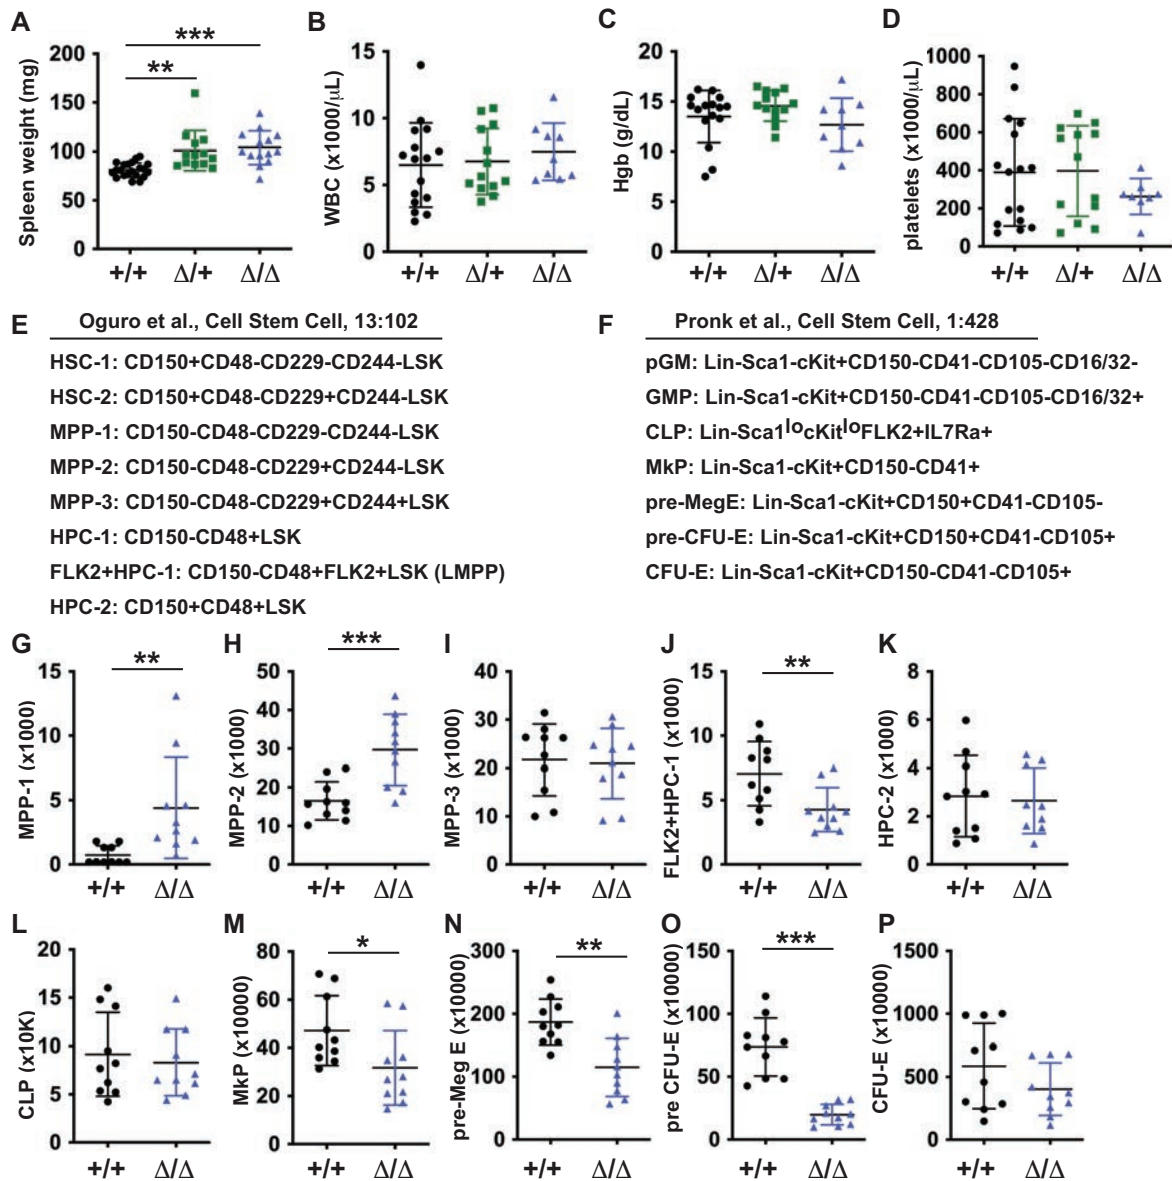 A
Spleen weight (mg)
200
150
100
50
0
***
**
+/+
Δ/+
Δ/Δ
B
WBC (x1000/μL)
15
10
5
0
+/+
Δ/+
Δ/Δ
C
Hgb (g/dL)
20
15
10
5
0
+/+
Δ/+
Δ/Δ
D
platelets (x1000/μL)
1000
800
600
400
200
0
+/+
Δ/+
Δ/Δ
E
Oguro et al., Cell Stem Cell, 13:102
HSC-1: CD150+CD48-CD229-CD244-LSK
HSC-2: CD150+CD48-CD229+CD244-LSK
MPP-1: CD150-CD48-CD229-CD244-LSK
MPP-2: CD150-CD48-CD229+CD244-LSK
MPP-3: CD150-CD48-CD229+CD244+LSK
HPC-1: CD150-CD48+LSK
FLK2+HPC-1: CD150-CD48+FLK2+LSK (LMPP)
HPC-2: CD150+CD48+LSK
F
Pronk et al., Cell Stem Cell, 1:428
pGM: Lin-Sca1-cKit+CD150-CD41-CD105-CD16/32-
GMP: Lin-Sca1-cKit+CD150-CD41-CD105-CD16/32+
CLP: Lin-Sca1locKitloFLK2+IL7Ra+
MkP: Lin-Sca1-cKit+CD150-CD41+
pre-MegE: Lin-Sca1-cKit+CD150+CD41-CD105-
pre-CFU-E: Lin-Sca1-cKit+CD150+CD41-CD105+
CFU-E: Lin-Sca1-cKit+CD150-CD41-CD105+
G
MPP-1 (x1000)
15
10
5
0
**
+/+
Δ/Δ
H
MPP-2 (x1000)
50
40
30
20
10
0
***
+/+
Δ/Δ
I
MPP-3 (x1000)
40
30
20
10
0
+/+
Δ/Δ
J
FLK2+HPC-1 (x1000)
15
10
5
0
**
+/+
Δ/Δ
K
HPC-2 (x1000)
8
6
4
2
0
+/+
Δ/Δ
L
CLP (x10K)
20
15
10
5
0
+/+
Δ/Δ
M
MkP (x10000)
80
60
40
20
0
*
+/+
Δ/Δ
N
pre-Meg E (x10000)
300
200
100
0
**
+/+
Δ/Δ
O
pre CFU-E (x10000)
150
100
50
0
***
+/+
Δ/Δ
P
CFU-E (x10000)
1500
1000
500
0
+/+
Δ/Δ